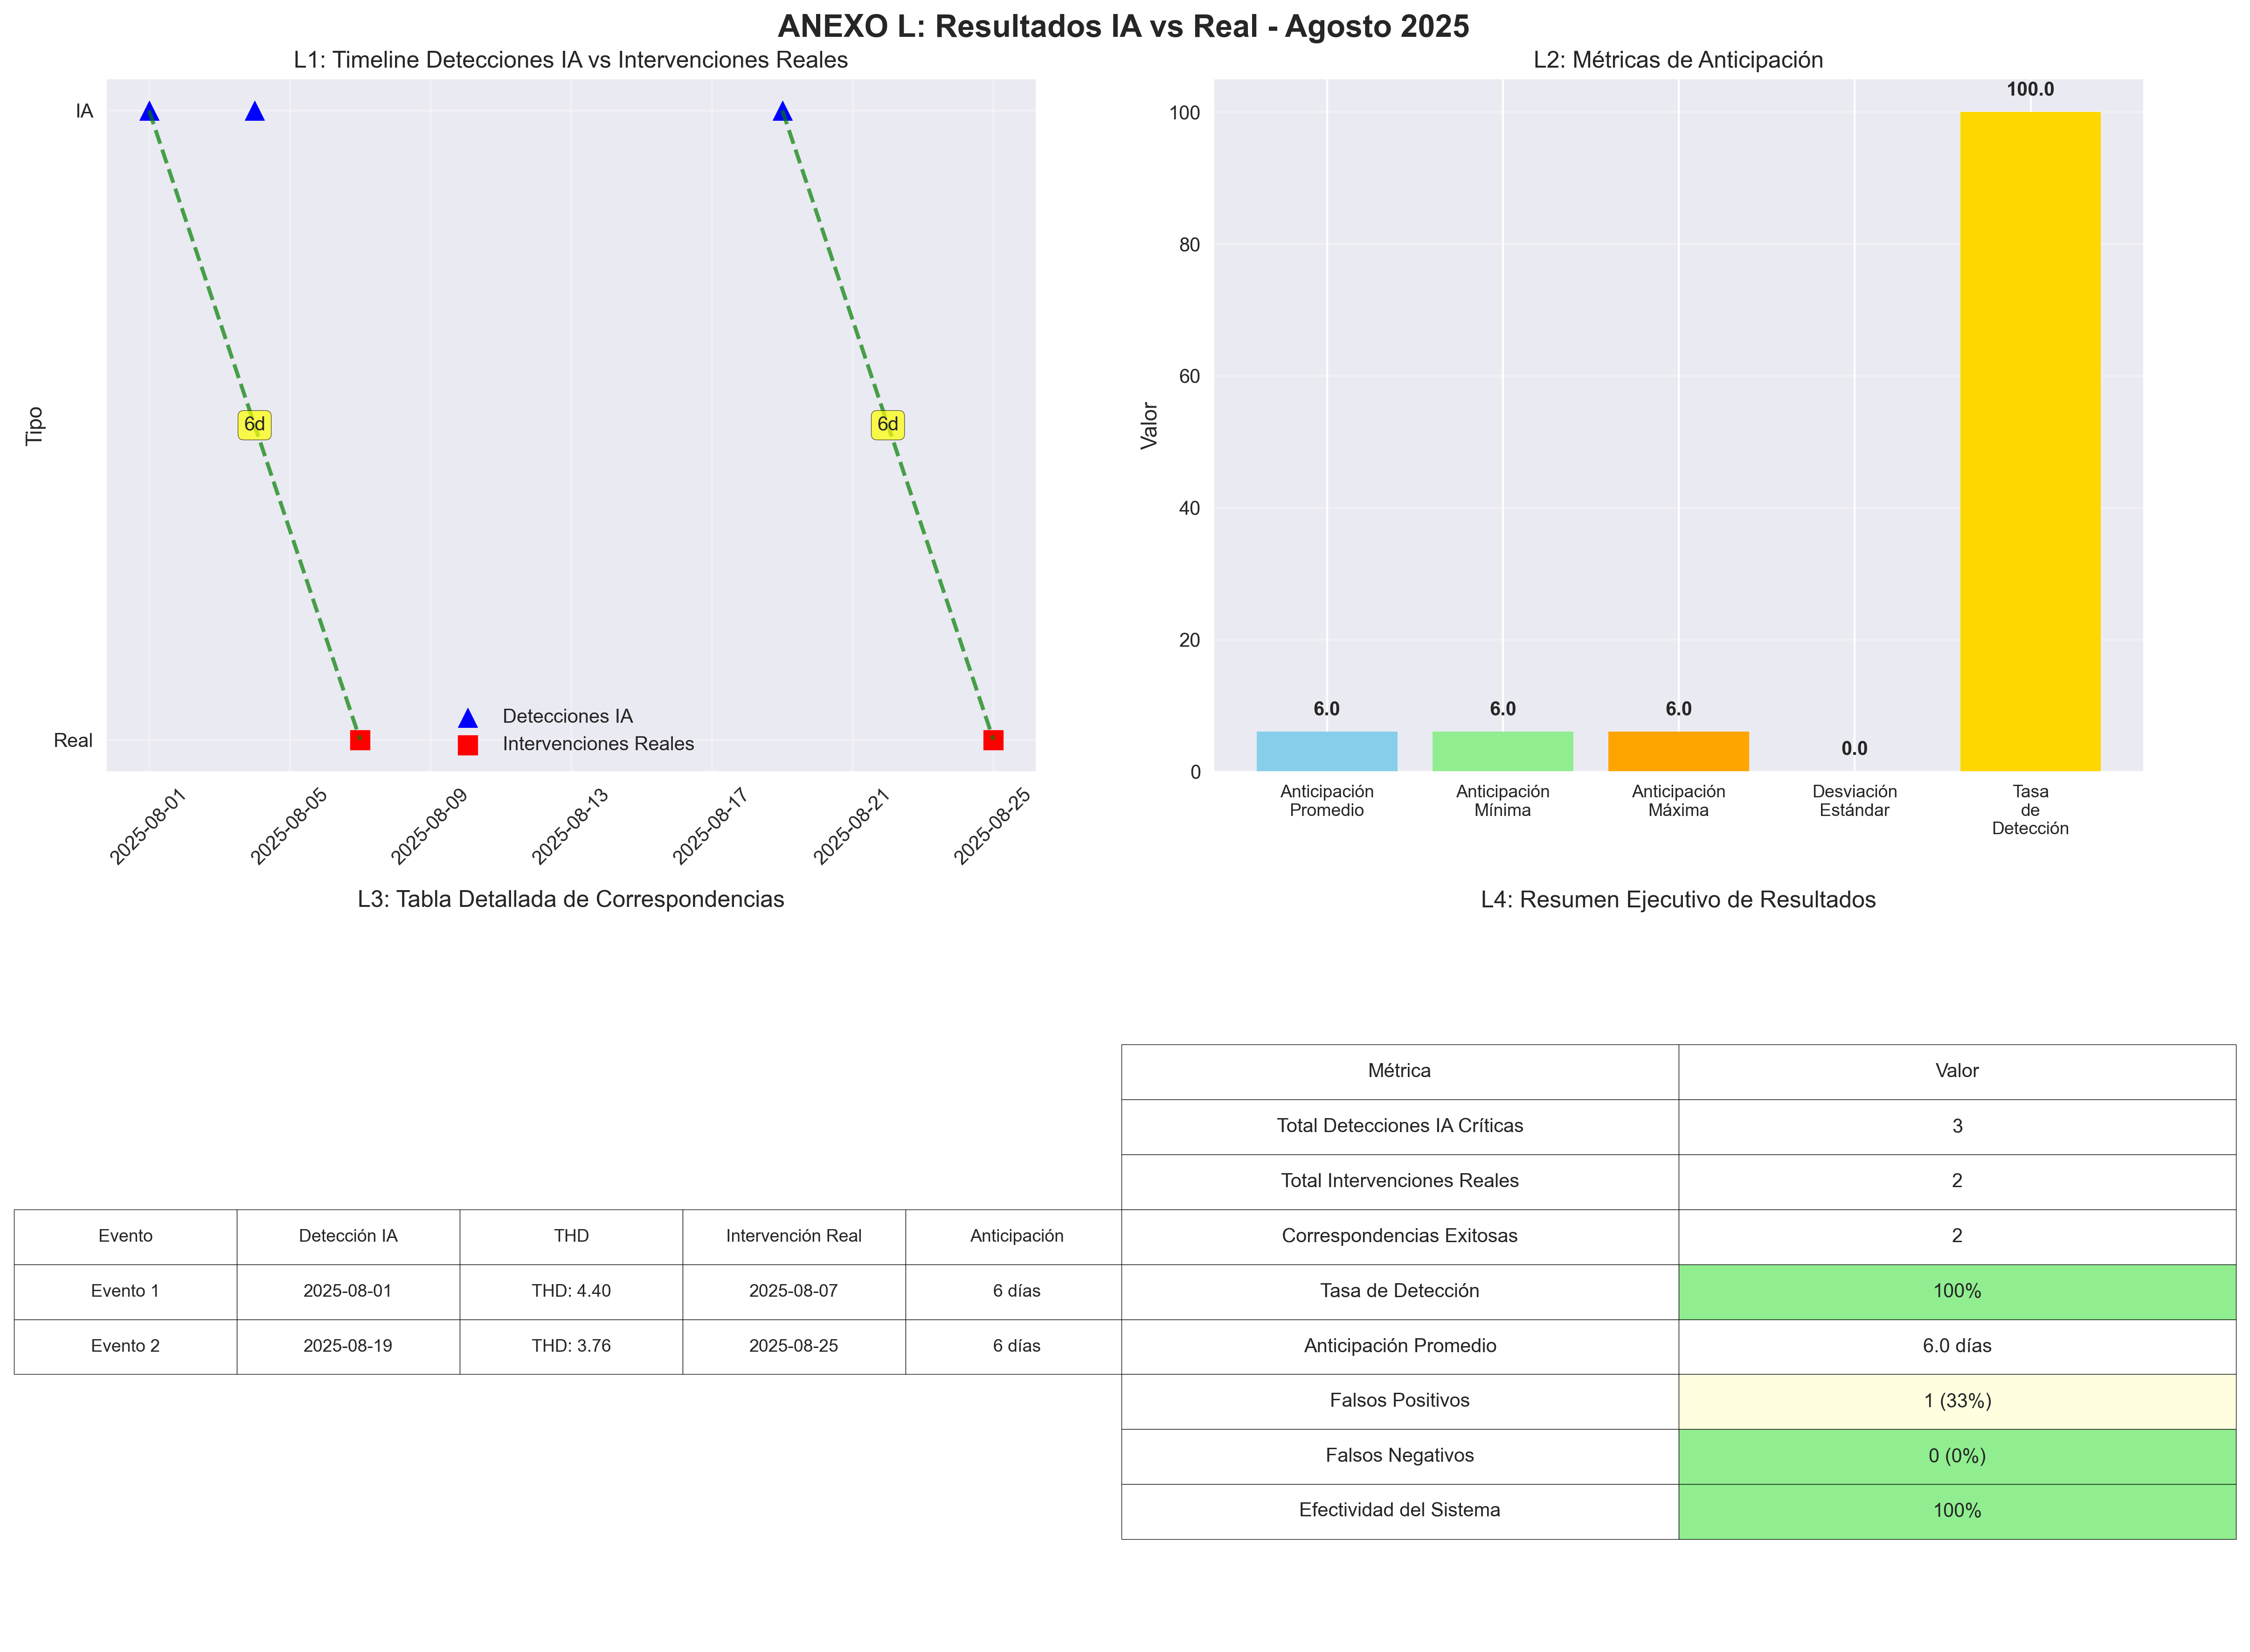 ANEXO L: Resultados IA vs Real - Agosto 2025
L1: Timeline Detecciones IA vs Intervenciones Reales
IA
Real
Tipo
6d
6d
Detecciones IA
Intervenciones Reales
2025-08-01
2025-08-05
2025-08-09
2025-08-13
2025-08-17
2025-08-21
2025-08-25
L2: Métricas de Anticipación
Valor
100
80
60
40
20
0
6.0
6.0
6.0
0.0
100.0
Anticipación
Promedio
Anticipación
Mínima
Anticipación
Máxima
Desviación
Estándar
Tasa
de
Detección
L3: Tabla Detallada de Correspondencias
Evento Detección IA THD Intervención Real Anticipación
Evento 1 2025-08-01 THD: 4.40 2025-08-07 6 días
Evento 2 2025-08-19 THD: 3.76 2025-08-25 6 días
L4: Resumen Ejecutivo de Resultados
Métrica Valor
Total Detecciones IA Críticas 3
Total Intervenciones Reales 2
Correspondencias Exitosas 2
Tasa de Detección 100%
Anticipación Promedio 6.0 días
Falsos Positivos 1 (33%)
Falsos Negativos 0 (0%)
Efectividad del Sistema 100%